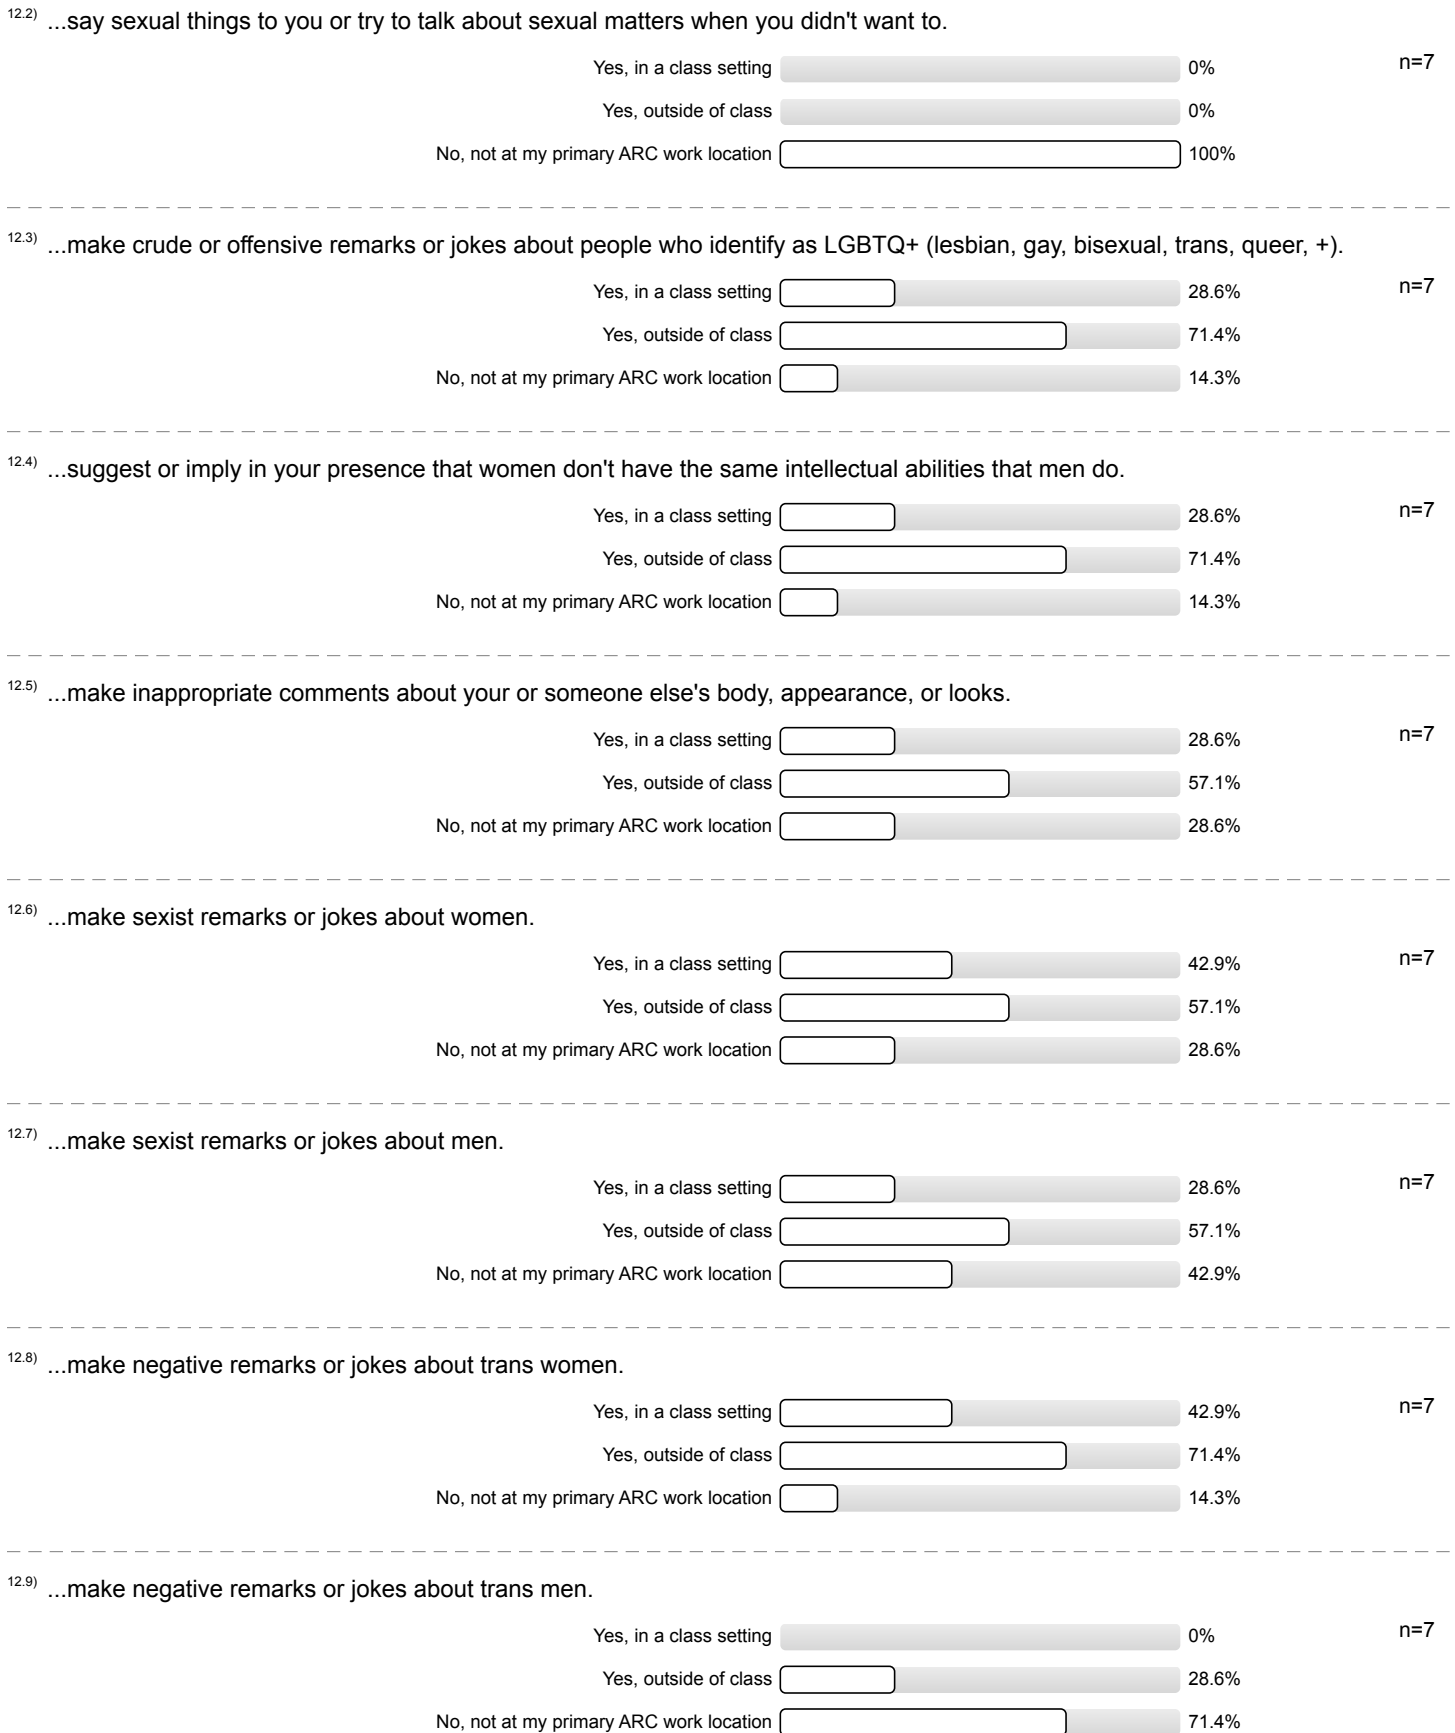 12.2) ...say sexual things to you or try to talk about sexual matters when you didn't want to.
Yes, in a class setting 0% n=7
Yes, outside of class 0%
No, not at my primary ARC work location 100%
12.3) ...make crude or offensive remarks or jokes about people who identify as LGBTQ+ (lesbian, gay, bisexual, trans, queer, +).
Yes, in a class setting 28.6% n=7
Yes, outside of class 71.4%
No, not at my primary ARC work location 14.3%
12.4) ...suggest or imply in your presence that women don't have the same intellectual abilities that men do.
Yes, in a class setting 28.6% n=7
Yes, outside of class 71.4%
No, not at my primary ARC work location 14.3%
12.5) ...make inappropriate comments about your or someone else's body, appearance, or looks.
Yes, in a class setting 28.6% n=7
Yes, outside of class 57.1%
No, not at my primary ARC work location 28.6%
12.6) ...make sexist remarks or jokes about women.
Yes, in a class setting 42.9% n=7
Yes, outside of class 57.1%
No, not at my primary ARC work location 28.6%
12.7) ...make sexist remarks or jokes about men.
Yes, in a class setting 28.6% n=7
Yes, outside of class 57.1%
No, not at my primary ARC work location 42.9%
12.8) ...make negative remarks or jokes about trans women.
Yes, in a class setting 42.9% n=7
Yes, outside of class 71.4%
No, not at my primary ARC work location 14.3%
12.9) ...make negative remarks or jokes about trans men.
Yes, in a class setting 0% n=7
Yes, outside of class 28.6%
No, not at my primary ARC work location 71.4%